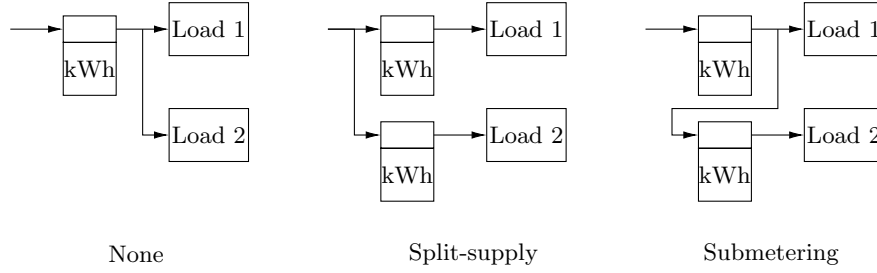 Load 1
kWh
Load 2
None
Load 1
kWh
Load 2
kWh
Split-supply
Load 1
kWh
Load 2
kWh
Submetering